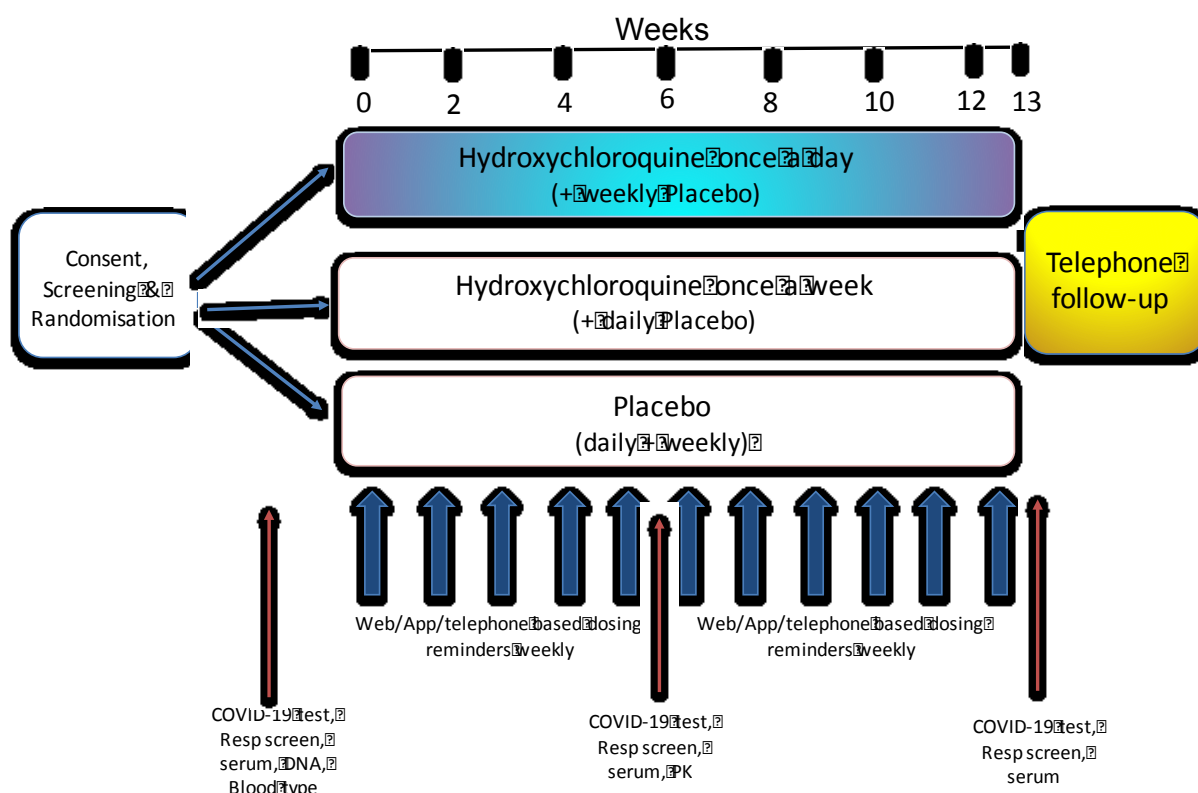 Weeks
0 2 4 6 8 10 12 13
Hydroxychloroquine once a day
(+ weekly Placebo)
Consent,
Screening &
Randomisation
Hydroxychloroquine once a week
(+ daily Placebo)
Telephone
follow-up
Placebo
(daily + weekly)
Web/App/telephone based dosing
reminders weekly
Web/App/telephone based dosing
reminders weekly
COVID-19 test,
Resp screen,
serum, DNA,
Blood type
COVID-19 test,
Resp screen,
serum, PK
COVID-19 test,
Resp screen,
serum